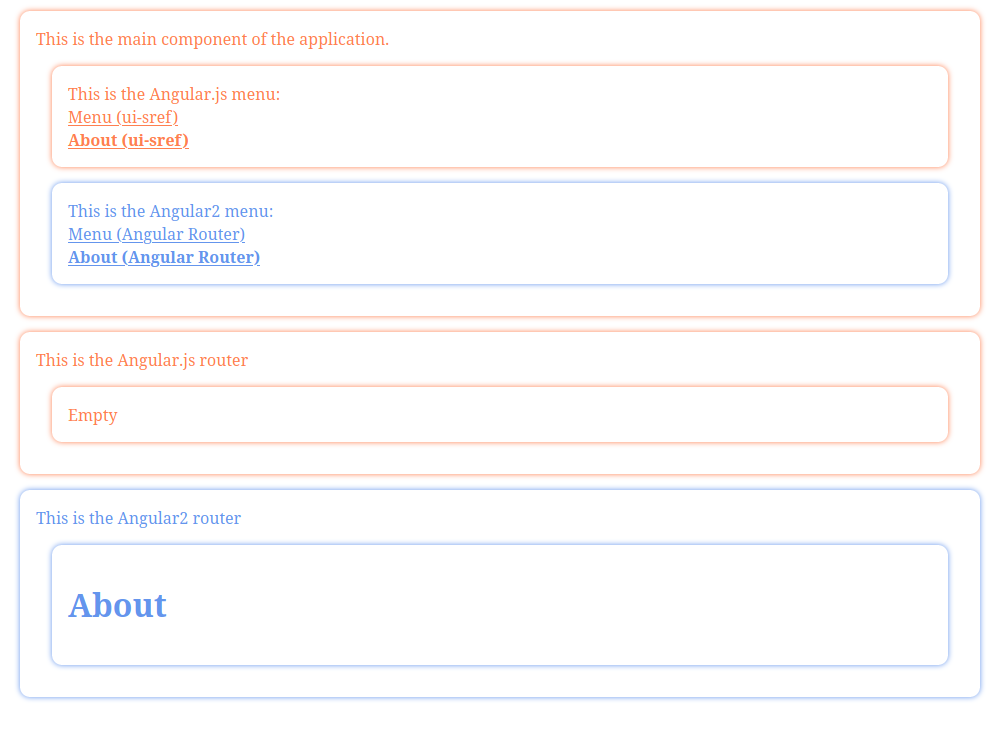 This is the main component of the application.
This is the Angular.js menu:
Menu (ui-sref)
About (ui-sref)
This is the Angular2 menu:
Menu (Angular Router)
About (Angular Router)
This is the Angular.js router
Empty
This is the Angular2 router
About